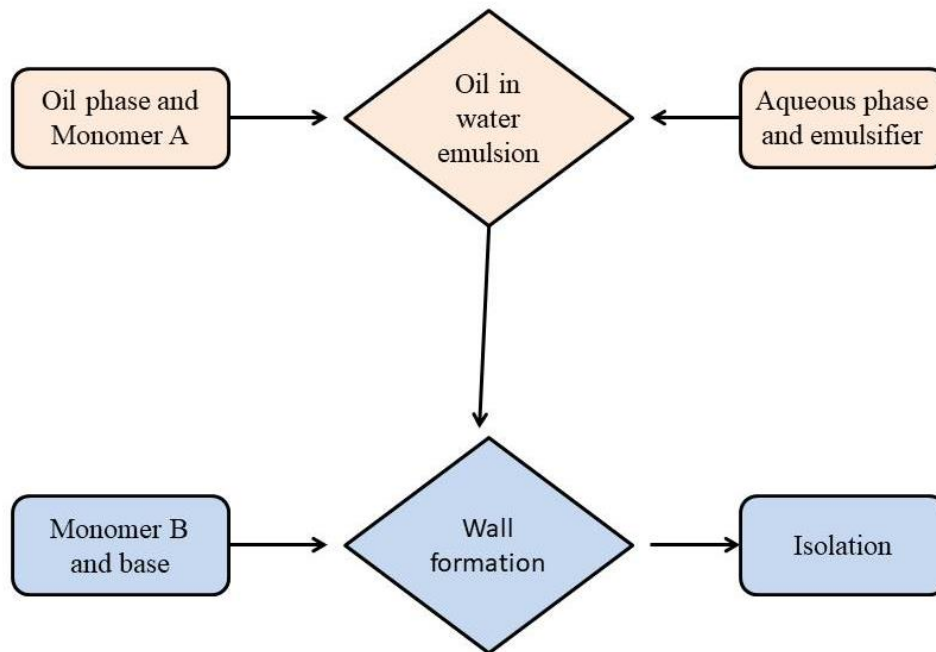 Oil phase and
Monomer A
Oil in
water
emulsion
Aqueous phase
and emulsifier
Monomer B
and base
Wall
formation
Isolation